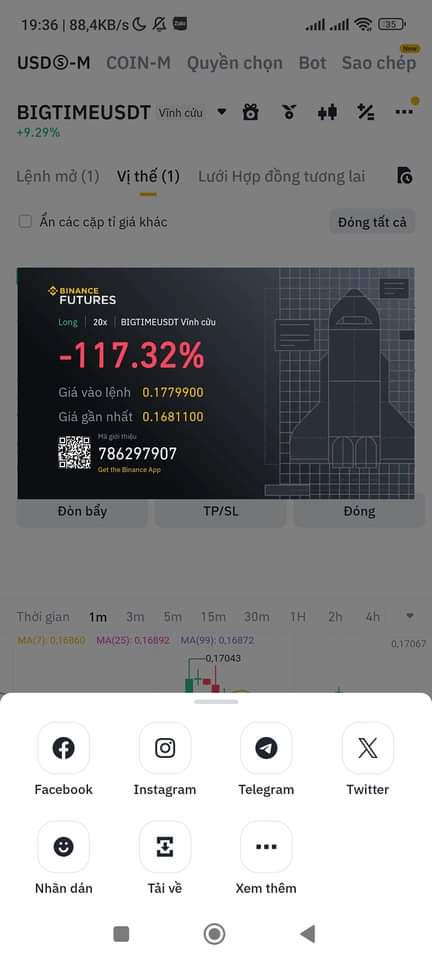 19:36 | 88,4KB/s
Zalo
35
USDⓈ-M COIN-M Quyền chọn Bot Sao chép
New
BIGTIMEUSDT Vĩnh cửu
+9.29%
Lệnh mở (1) Vị thế (1) Lưới Hợp đồng tương lai
Ẩn các cặp tỉ giá khác
Đóng tất cả
BINANCE
FUTURES
Long 20x BIGTIMEUSDT Vĩnh cửu
-117.32%
Giá vào lệnh 0.1779900
Giá gần nhất 0.1681100
Mã giới thiệu
786297907
Get the Binance App
Đòn bẩy TP/SL Đóng
Thời gian 1m 3m 5m 15m 30m 1H 2h 4h
MA(7): 0,16860 MA(25): 0,16892 MA(99): 0,16872
0,17067
0,17043
Facebook Instagram Telegram Twitter
Nhãn dán Tải về Xem thêm